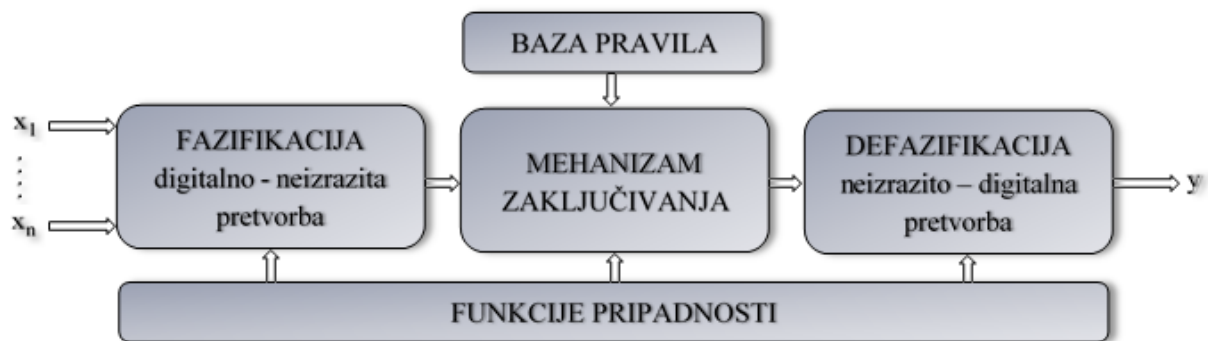 BAZA PRAVILA
x1
xn
FAZIFIKACIJA
digitalno - neizrazita
pretvorba
MEHANIZAM
ZAKLJUČIVANJA
DEFAZIFIKACIJA
neizrazito – digitalna
pretvorba
y
FUNKCIJE PRIPADNOSTI